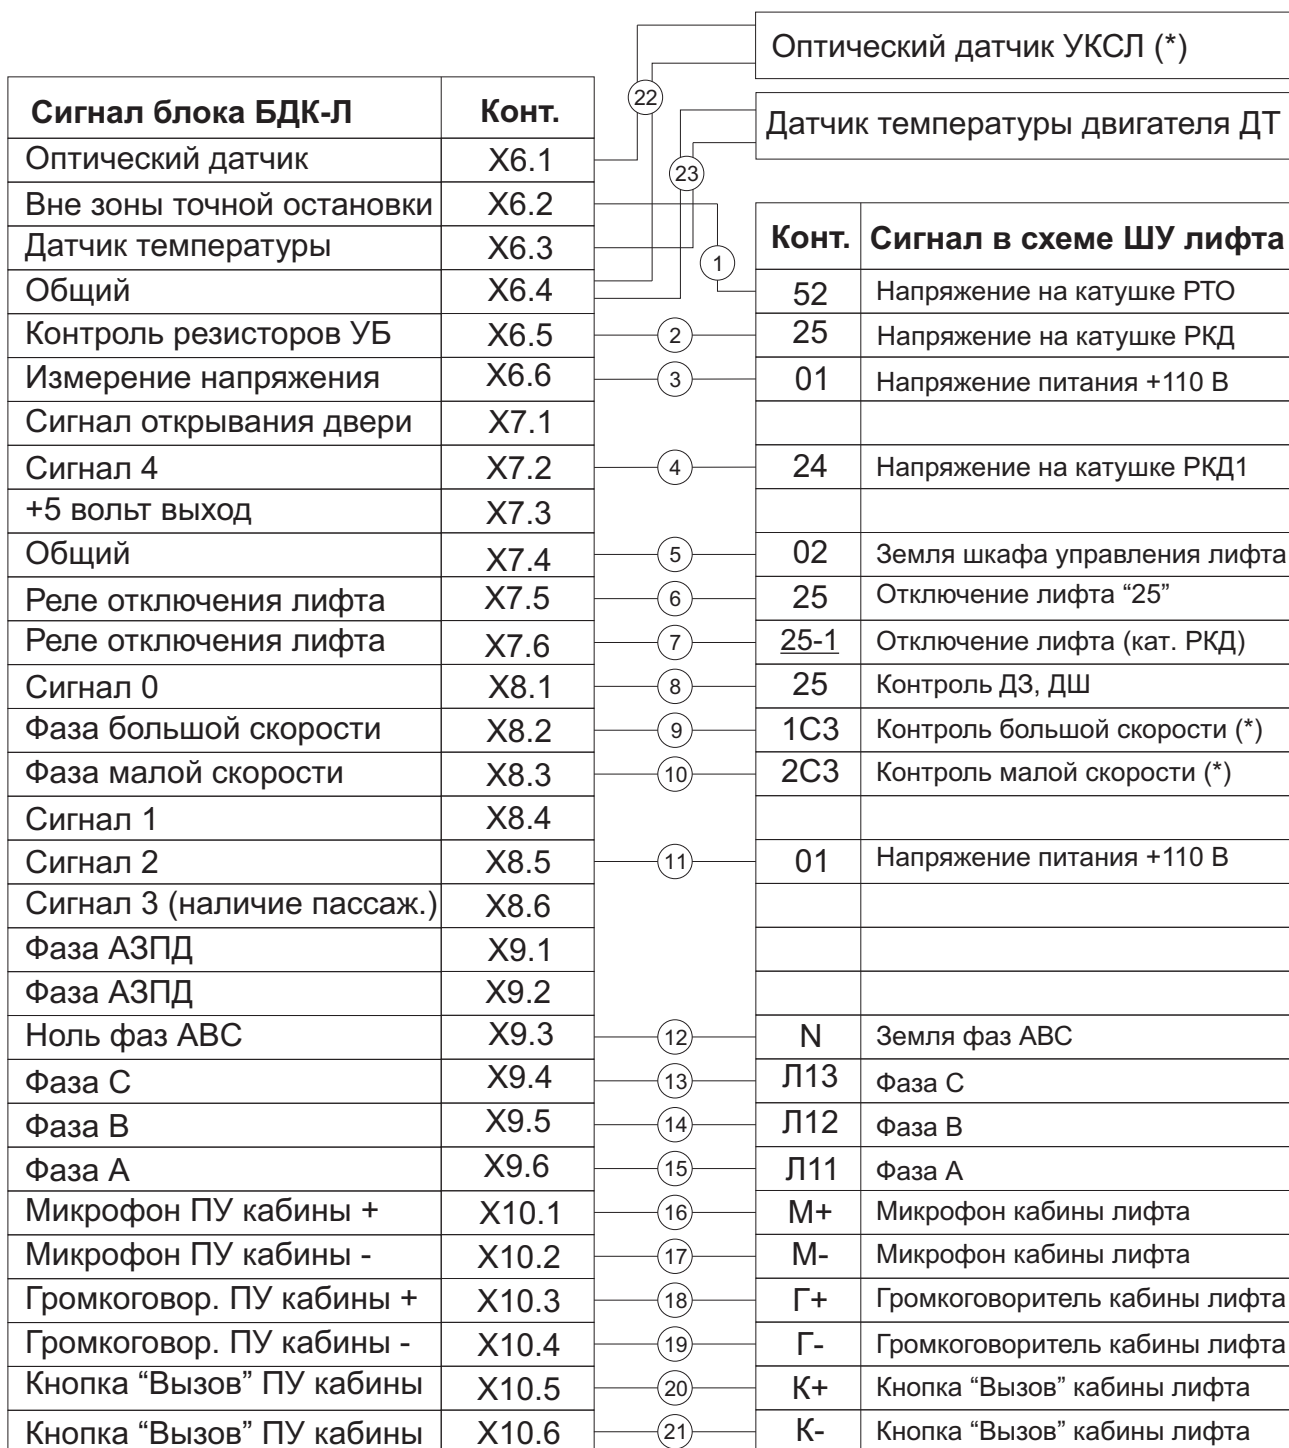 Оптический датчик УКСЛ (*)
22
Сигнал блока БДК-Л Конт.
Датчик температуры двигателя ДТ
Оптический датчик X6.1
23
Вне зоны точной остановки X6.2
Конт. Сигнал в схеме ШУ лифта
Датчик температуры X6.3
1
Общий X6.4 52 Напряжение на катушке РТО
Контроль резисторов УБ X6.5 2 25 Напряжение на катушке РКД
Измерение напряжения X6.6 3 01 Напряжение питания +110 В
Сигнал открывания двери X7.1
Сигнал 4 X7.2 4 24 Напряжение на катушке РКД1
+5 вольт выход X7.3
Общий X7.4 5 02 Земля шкафа управления лифта
Реле отключения лифта X7.5 6 25 Отключение лифта “25”
Реле отключения лифта X7.6 7 25-1 Отключение лифта (кат. РКД)
Сигнал 0 X8.1 8 25 Контроль ДЗ, ДШ
Фаза большой скорости X8.2 9 1С3 Контроль большой скорости (*)
Фаза малой скорости X8.3 10 2С3 Контроль малой скорости (*)
Сигнал 1 X8.4
Сигнал 2 X8.5 11 01 Напряжение питания +110 В
Сигнал 3 (наличие пассаж.) X8.6
Фаза АЗПД X9.1
Фаза АЗПД X9.2
Ноль фаз АВС X9.3 12 N Земля фаз АВС
Фаза С X9.4 13 Л13 Фаза С
Фаза В X9.5 14 Л12 Фаза В
Фаза А X9.6 15 Л11 Фаза А
Микрофон ПУ кабины + X10.1 16 М+ Микрофон кабины лифта
Микрофон ПУ кабины - X10.2 17 М- Микрофон кабины лифта
Громкоговор. ПУ кабины + X10.3 18 Г+ Громкоговоритель кабины лифта
Громкоговор. ПУ кабины - X10.4 19 Г- Громкоговоритель кабины лифта
Кнопка “Вызов” ПУ кабины X10.5 20 К+ Кнопка “Вызов” кабины лифта
Кнопка “Вызов” ПУ кабины X10.6 21 К- Кнопка “Вызов” кабины лифта